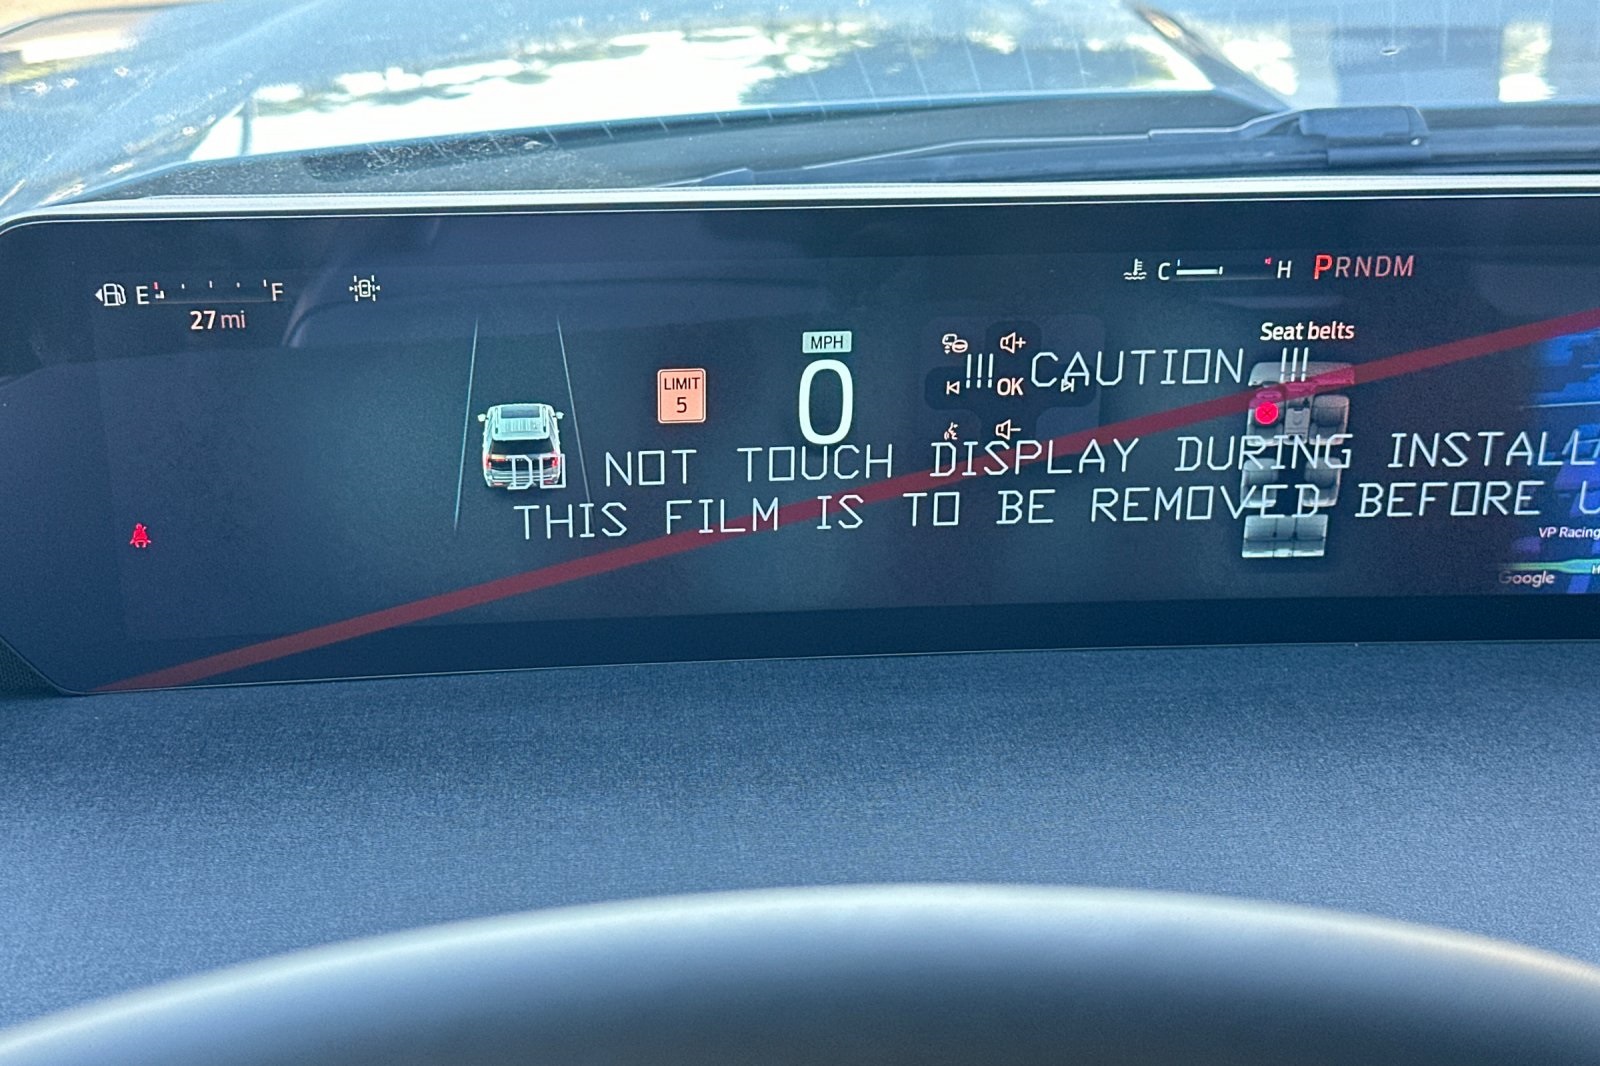 E F
27 mi
C H PRNDM
LIMIT
5
MPH
0
Seat belts
!!! CAUTION !!!
OK
DO NOT TOUCH DISPLAY DURING INSTALL
THIS FILM IS TO BE REMOVED BEFORE U
VP Racing
Google
H